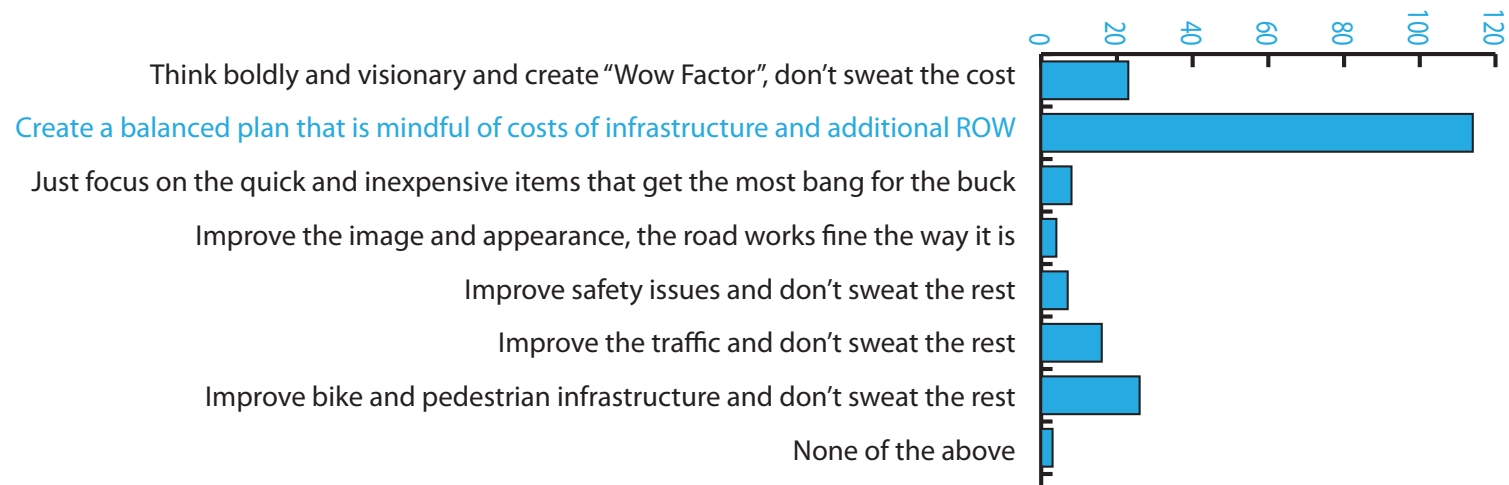 0 20 40 60 80 100 120
Think boldly and visionary and create “Wow Factor”, don’t sweat the cost
Create a balanced plan that is mindful of costs of infrastructure and additional ROW
Just focus on the quick and inexpensive items that get the most bang for the buck
Improve the image and appearance, the road works fine the way it is
Improve safety issues and don’t sweat the rest
Improve the traffic and don’t sweat the rest
Improve bike and pedestrian infrastructure and don’t sweat the rest
None of the above